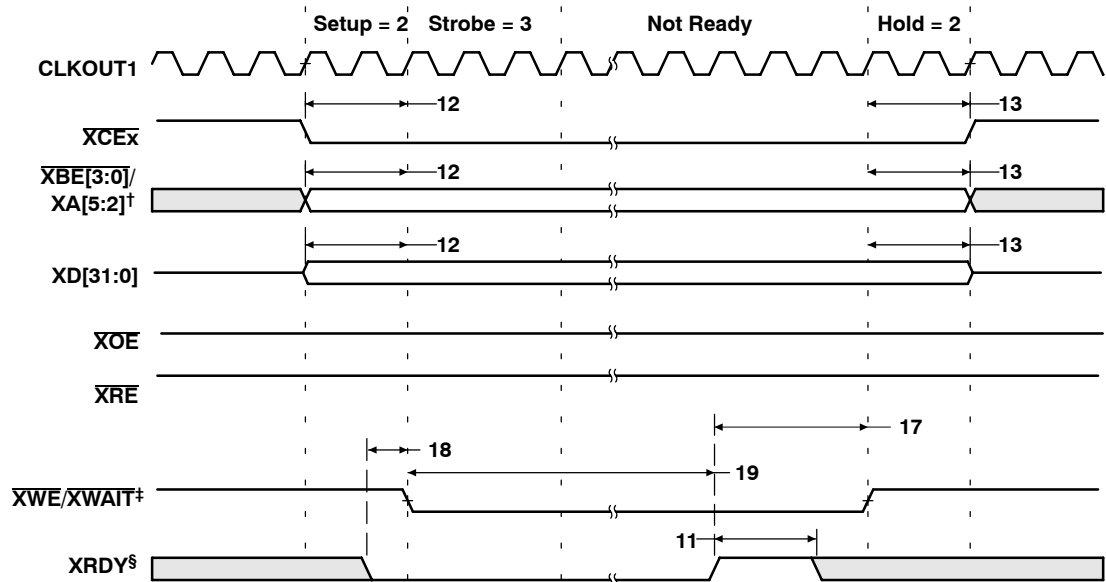 Setup = 2 Strobe = 3 Not Ready Hold = 2
CLKOUT1
12 13
XCEx
XBE[3:0]/
XA[5:2]†
12 13
12 13
XD[31:0]
XOE
XRE
17
18
19
XWE/XWAIT‡
11
XRDY§